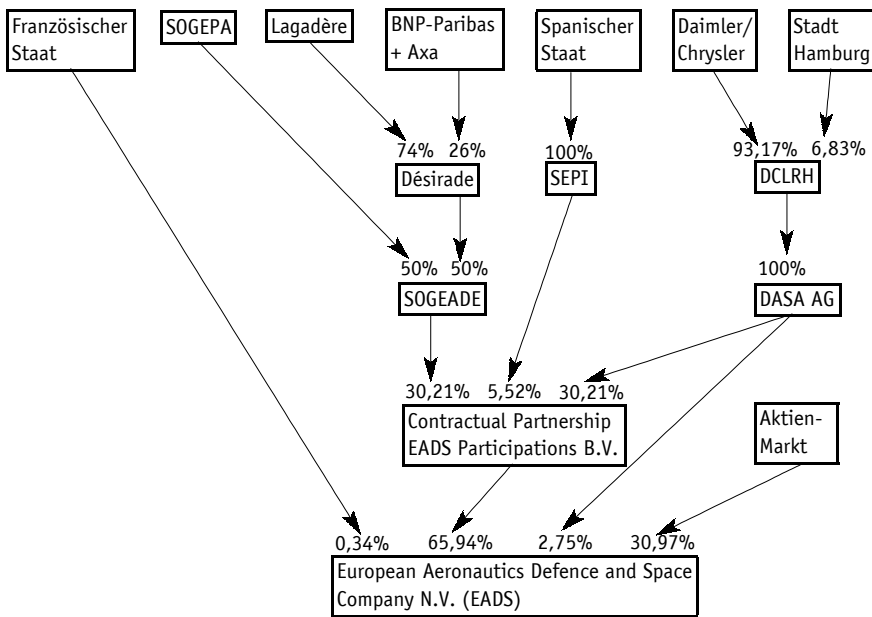 Französischer
Staat
SOGEPA
Lagadère
BNP-Paribas
+ Axa
Spanischer
Staat
Daimler/
Chrysler
Stadt
Hamburg
74% 26%
100%
93,17% 6,83%
Désirade
SEPI
DCLRH
50% 50%
100%
SOGEADE
DASA AG
30,21% 5,52% 30,21%
Contractual Partnership
EADS Participations B.V.
Aktien-
Markt
0,34% 65,94% 2,75% 30,97%
European Aeronautics Defence and Space
Company N.V. (EADS)